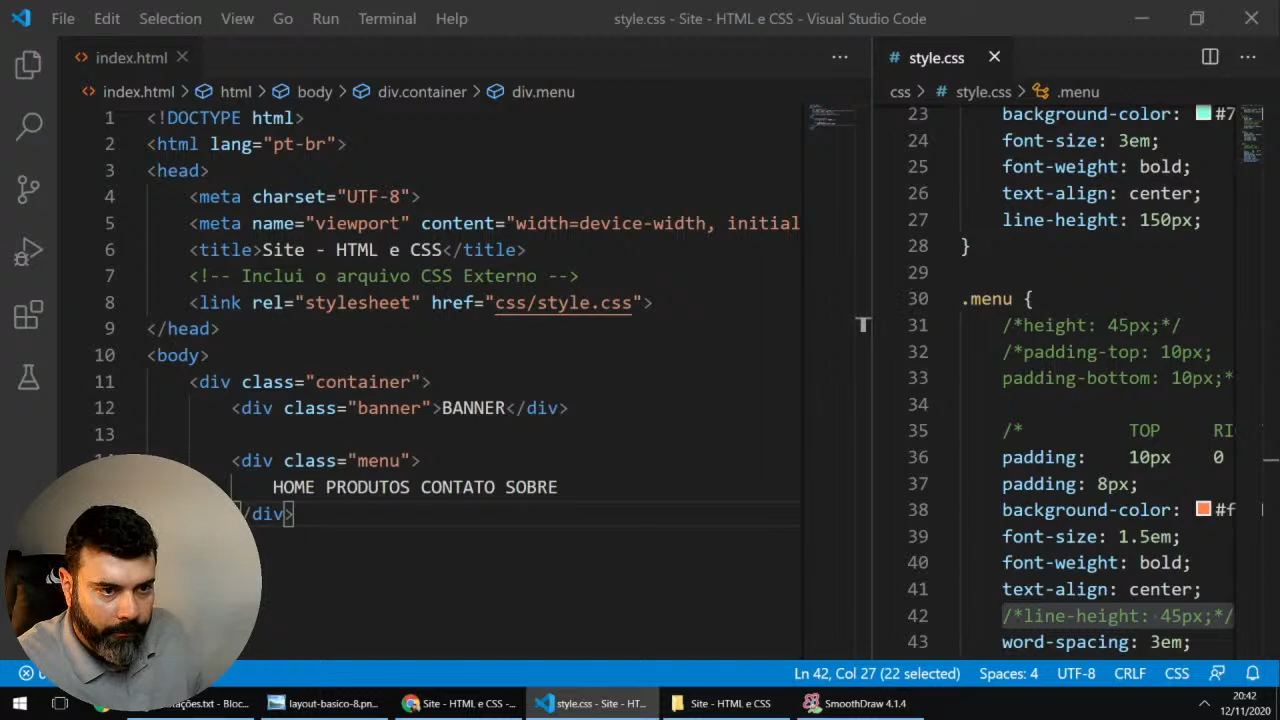 File Edit Selection View Go Run Terminal Help
style.css - Site - HTML e CSS - Visual Studio Code
index.html
index.html > html > body > div.container > div.menu
1 <!DOCTYPE html>
2 <html lang="pt-br">
3 <head>
4 <meta charset="UTF-8">
5 <meta name="viewport" content="width=device-width, initial
6 <title>Site - HTML e CSS</title>
7 <!-- Inclui o arquivo CSS Externo -->
8 <link rel="stylesheet" href="css/style.css">
9 </head>
10 <body>
11 <div class="container">
12 <div class="banner">BANNER</div>
13
<div class="menu">
HOME PRODUTOS CONTATO SOBRE
/div>
# style.css
css > # style.css > .menu
23 background-color: #7
24 font-size: 3em;
25 font-weight: bold;
26 text-align: center;
27 line-height: 150px;
28 }
29
30 .menu {
31 /*height: 45px;*/
32 /*padding-top: 10px;
33 padding-bottom: 10px;*
34
35 /* TOP RI
36 padding: 10px 0
37 padding: 8px;
38 background-color: #f
39 font-size: 1.5em;
40 font-weight: bold;
41 text-align: center;
42 /*line-height: 45px;*/
43 word-spacing: 3em;
Ln 42, Col 27 (22 selected) Spaces: 4 UTF-8 CRLF CSS
tações.txt - Bloc... layout-basico-8.pn... Site - HTML e CSS -... style.css - Site - HT... Site - HTML e CSS SmoothDraw 4.1.4
20:42
12/11/2020